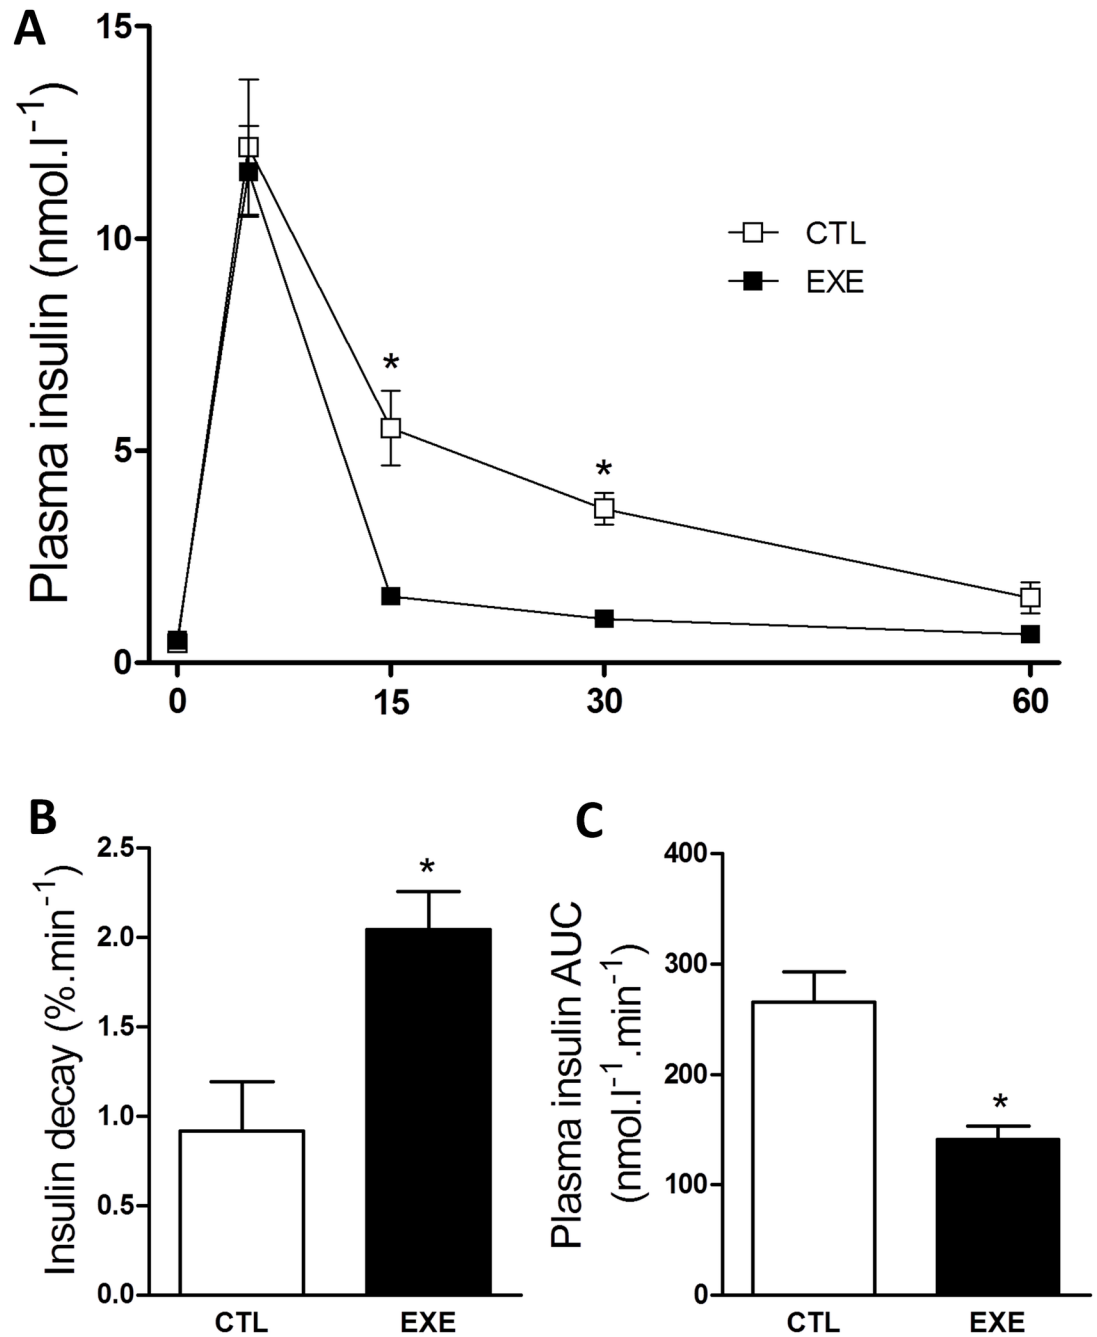 A
15
10
5
0
Plasma insulin (nmol.l⁻¹)
CTL
EXE
*
*
0 15 30 60
B
2.5
2.0
1.5
1.0
0.5
0.0
Insulin decay (%.min⁻¹)
*
CTL EXE
C
400
300
200
100
0
Plasma insulin AUC
(nmol.l⁻¹.min⁻¹)
*
CTL EXE